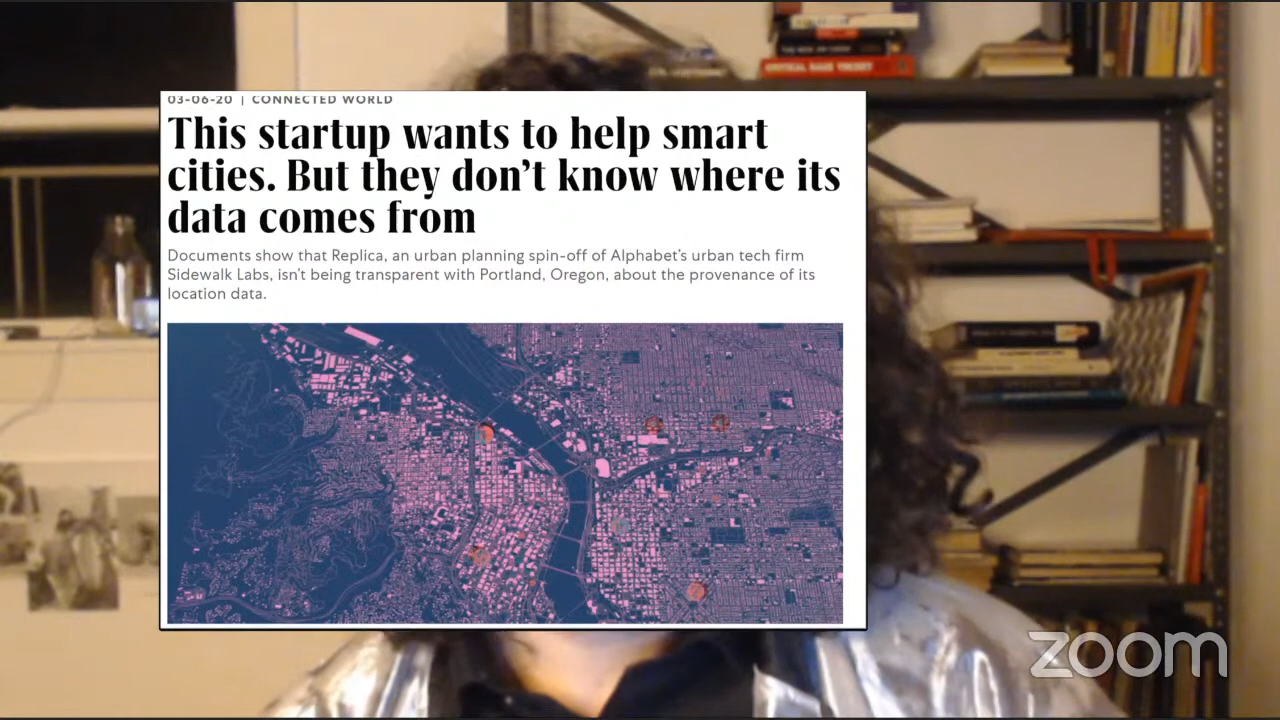 CRITICAL RACE THEORY
03-06-20 | CONNECTED WORLD
This startup wants to help smart
cities. But they don’t know where its
data comes from
Documents show that Replica, an urban planning spin-off of Alphabet’s urban tech firm
Sidewalk Labs, isn’t being transparent with Portland, Oregon, about the provenance of its
location data.
zoom